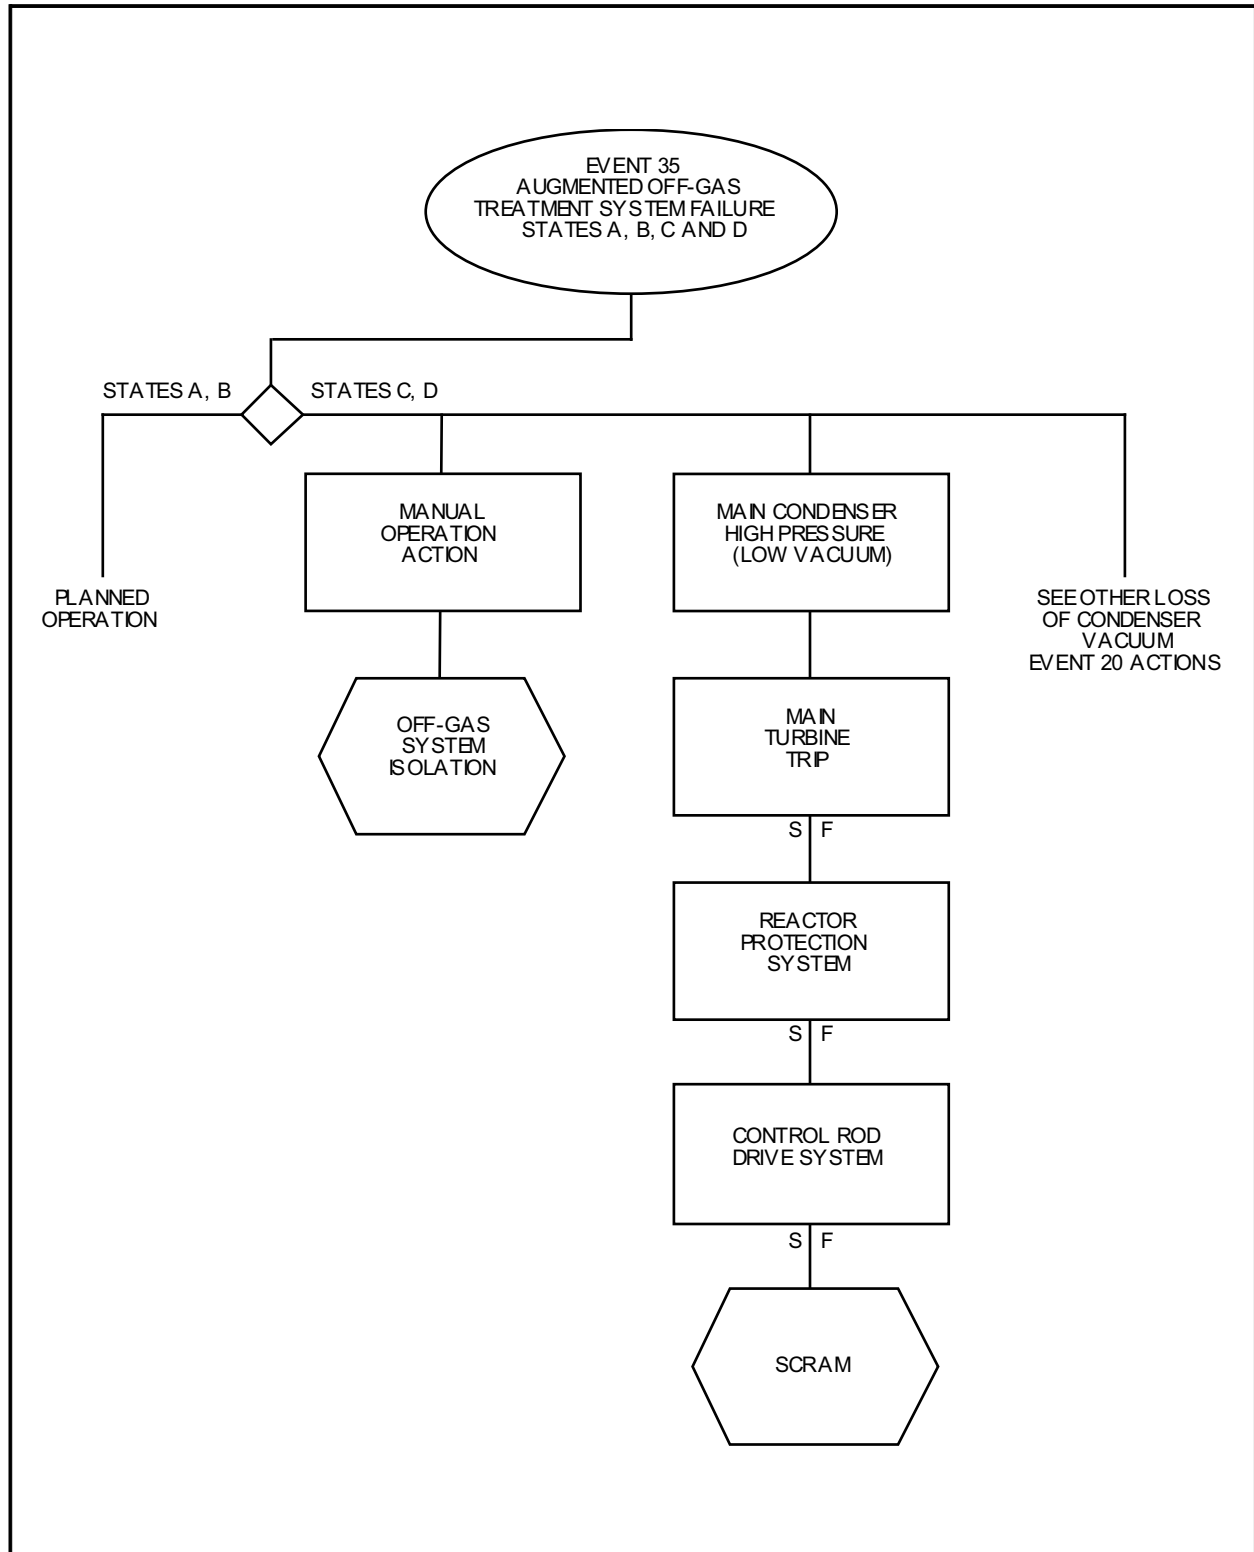 EVENT 35
AUGMENTED OFF-GAS
TREATMENT SYSTEM FAILURE
STATES A, B, C AND D
STATES A, B
STATES C, D
PLANNED
OPERATION
MANUAL
OPERATION
ACTION
OFF-GAS
SYSTEM
ISOLATION
MAIN CONDENSER
HIGH PRESSURE
(LOW VACUUM)
MAIN
TURBINE
TRIP
S F
REACTOR
PROTECTION
SYSTEM
S F
CONTROL ROD
DRIVE SYSTEM
S F
SCRAM
SEE OTHER LOSS
OF CONDENSER
VACUUM
EVENT 20 ACTIONS